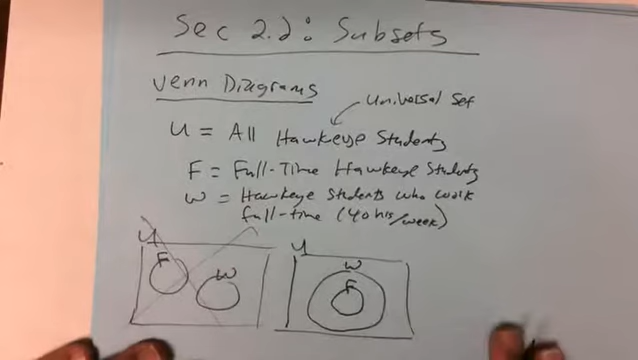 Sec 2.2: Subsets
Venn Diagrams
Universal Set
U = All Hawkeye Students
F = Full-Time Hawkeye Students
W = Hawkeye Students who work
full-time (40 hrs/week)
U
F
W
U
W
F